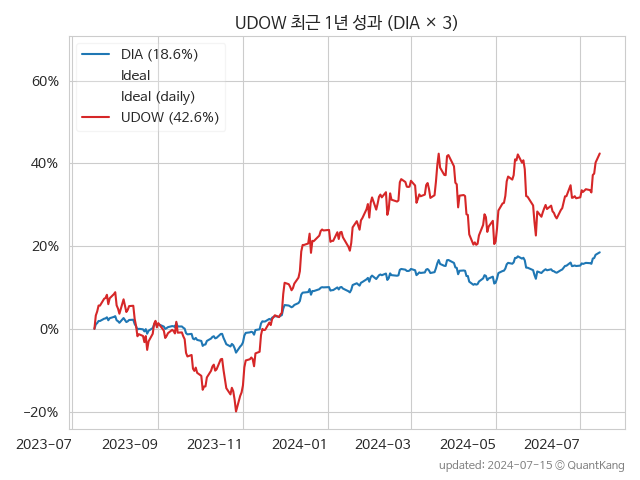 UDOW 최근 1년 성과 (DIA × 3)
DIA (18.6%)
Ideal
Ideal (daily)
UDOW (42.6%)
60%
40%
20%
0%
−20%
2023−07
2023−09
2023−11
2024−01
2024−03
2024−05
2024−07
updated: 2024−07−15 © QuantKang